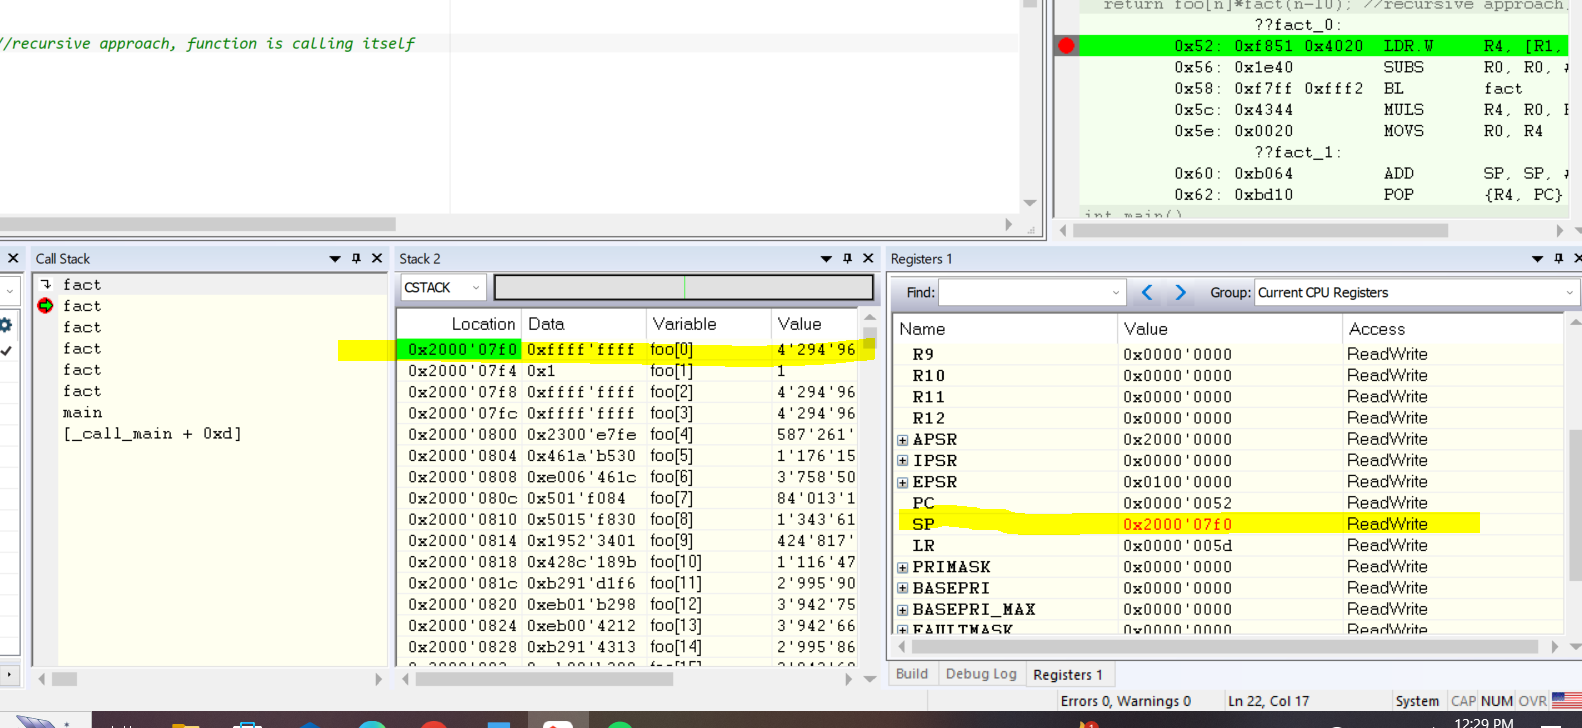 return foo[n]*fact(n-10); //recursive approach,
??fact_0:
//recursive approach, function is calling itself
0x52: 0xf851 0x4020 LDR.W R4, [R1,
0x56: 0x1e40 SUBS R0, R0, #
0x58: 0xf7ff 0xfff2 BL fact
0x5c: 0x4344 MULS R4, R0,
0x5e: 0x0020 MOVS R0, R4
??fact_1:
0x60: 0xb064 ADD SP, SP, #
0x62: 0xbd10 POP {R4, PC}
int main()
Call Stack
fact
fact
fact
fact
fact
fact
main
[_call_main + 0xd]
Stack 2
CSTACK
Location Data Variable Value
0x2000'07f0 0xffff'ffff foo[0] 4'294'96
0x2000'07f4 0x1 foo[1] 1
0x2000'07f8 0xffff'ffff foo[2] 4'294'96
0x2000'07fc 0xffff'ffff foo[3] 4'294'96
0x2000'0800 0x2300'e7fe foo[4] 587'261'
0x2000'0804 0x461a'b530 foo[5] 1'176'15
0x2000'0808 0xe006'461c foo[6] 3'758'50
0x2000'080c 0x501'f084 foo[7] 84'013'1
0x2000'0810 0x5015'f830 foo[8] 1'343'61
0x2000'0814 0x1952'3401 foo[9] 424'817'
0x2000'0818 0x428c'189b foo[10] 1'116'47
0x2000'081c 0xb291'd1f6 foo[11] 2'995'90
0x2000'0820 0xeb01'b298 foo[12] 3'942'75
0x2000'0824 0xeb00'4212 foo[13] 3'942'66
0x2000'0828 0xb291'4313 foo[14] 2'995'86
Registers 1
Find: Group: Current CPU Registers
Name Value Access
R9 0x0000'0000 ReadWrite
R10 0x0000'0000 ReadWrite
R11 0x0000'0000 ReadWrite
R12 0x0000'0000 ReadWrite
APSR 0x2000'0000 ReadWrite
IPSR 0x0000'0000 ReadWrite
EPSR 0x0100'0000 ReadWrite
PC 0x0000'0052 ReadWrite
SP 0x2000'07f0 ReadWrite
LR 0x0000'005d ReadWrite
PRIMASK 0x0000'0000 ReadWrite
BASEPRI 0x0000'0000 ReadWrite
BASEPRI_MAX 0x0000'0000 ReadWrite
FAULTMASK 0x0000'0000 ReadWrite
Build Debug Log Registers 1
Errors 0, Warnings 0 Ln 22, Col 17 System CAP NUM OVR
12:29 PM